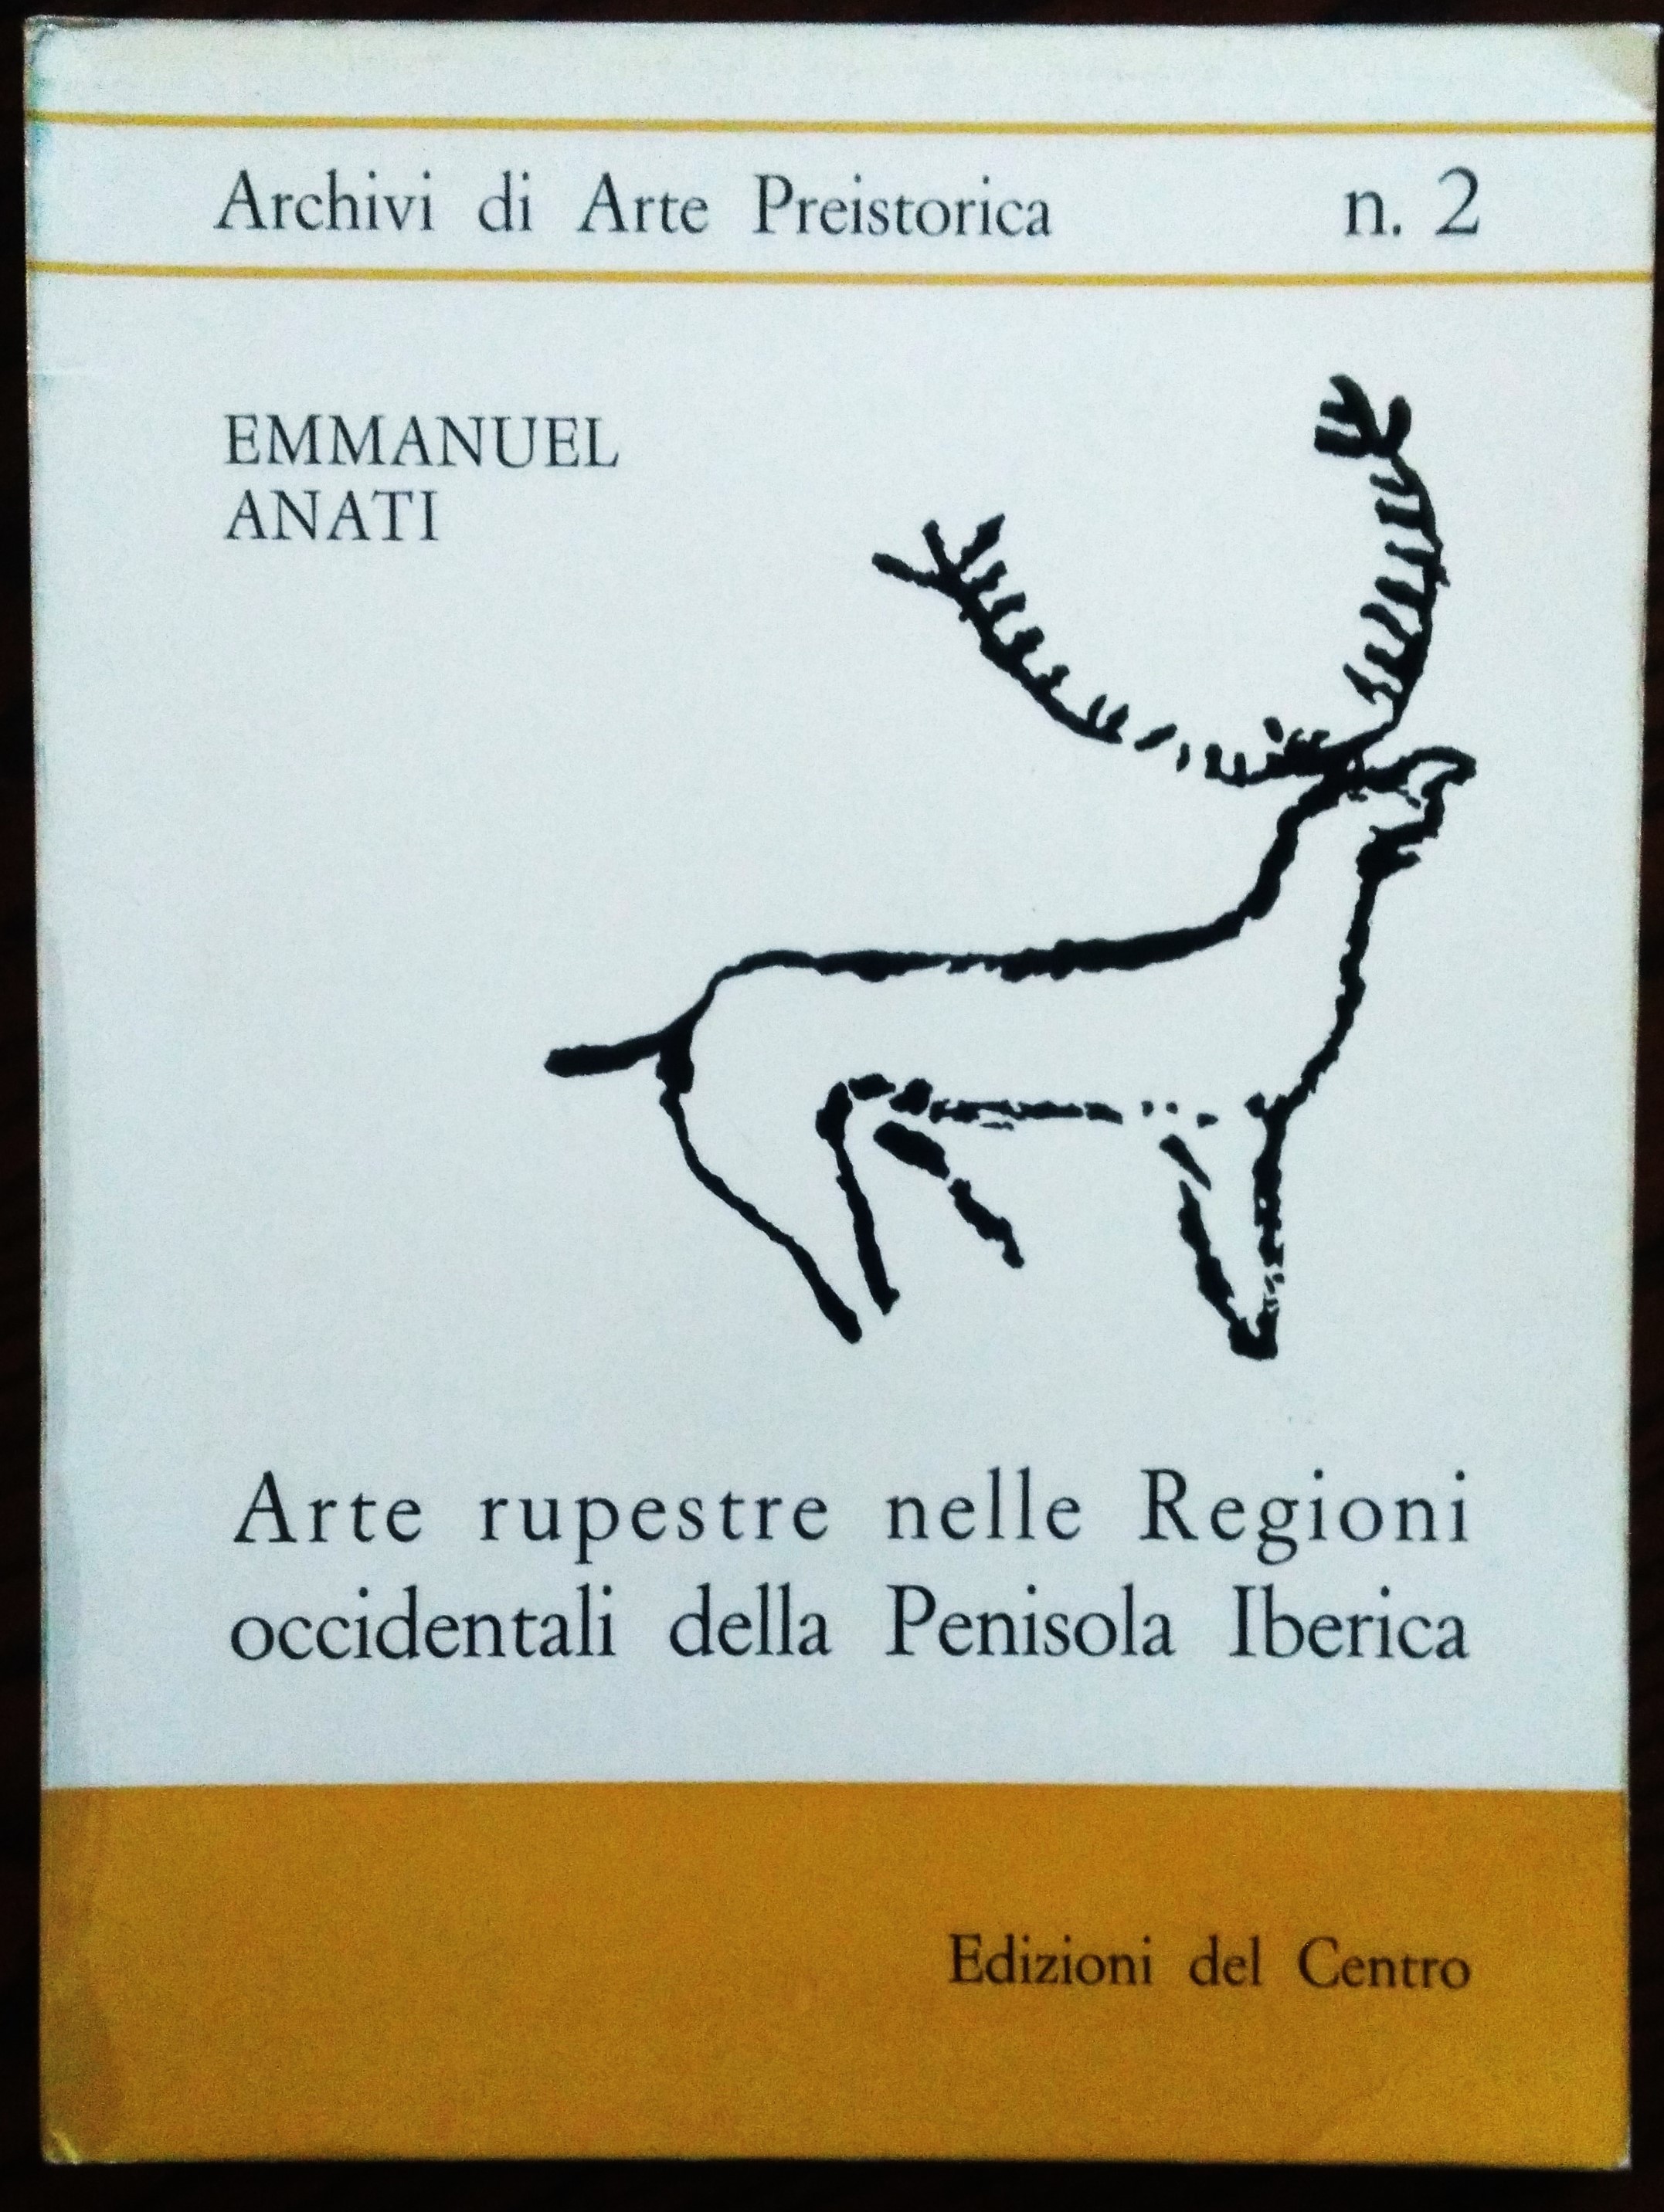 Archivi di Arte Preistorica n. 2
EMMANUEL
ANATI
Arte rupestre nelle Regioni
occidentali della Penisola Iberica
Edizioni del Centro